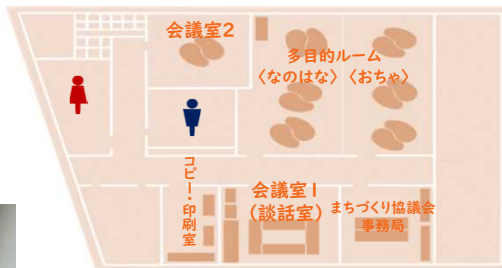 会議室2
多目的ルーム
〈なのはな〉〈おちゃ〉
コピー・印刷室
会議室1
（談話室）
まちづくり協議会
事務局